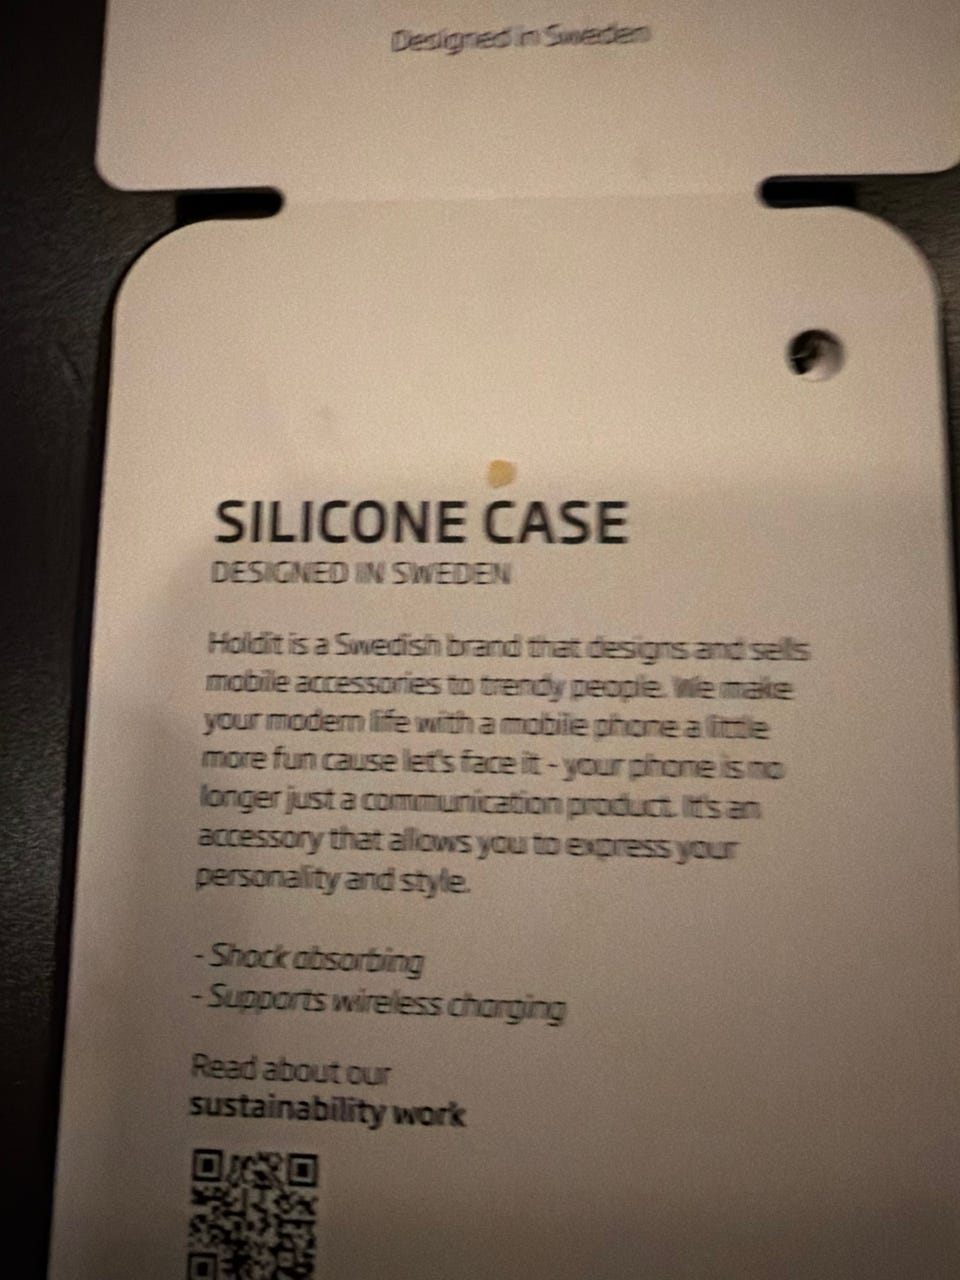 Designed in Sweden
SILICONE CASE
DESIGNED IN SWEDEN
Holdit is a Swedish brand that designs and sells
mobile accessories to trendy people. We make
your modern life with a mobile phone a little
more fun cause let's face it - your phone is no
longer just a communication product. It's an
accessory that allows you to express your
personality and style.
- Shock absorbing
- Supports wireless charging
Read about our
sustainability work